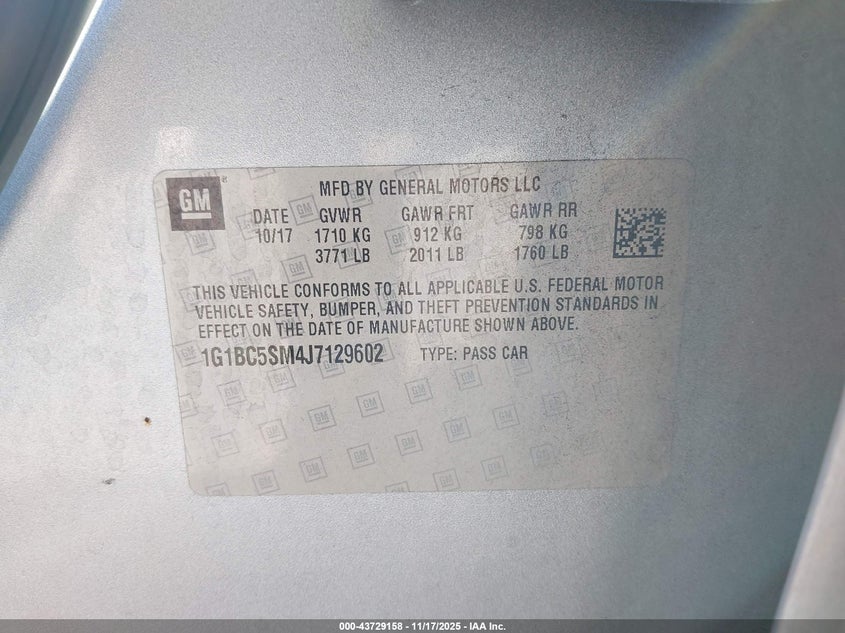 GM
MFD BY GENERAL MOTORS LLC
DATE GVWR GAWR FRT GAWR RR
10/17 1710 KG 912 KG 798 KG
3771 LB 2011 LB 1760 LB
THIS VEHICLE CONFORMS TO ALL APPLICABLE U.S. FEDERAL MOTOR
VEHICLE SAFETY, BUMPER, AND THEFT PREVENTION STANDARDS IN
EFFECT ON THE DATE OF MANUFACTURE SHOWN ABOVE.
1G1BC5SM4J7129602 TYPE: PASS CAR
000-43729158 - 11/17/2025 - IAA Inc.